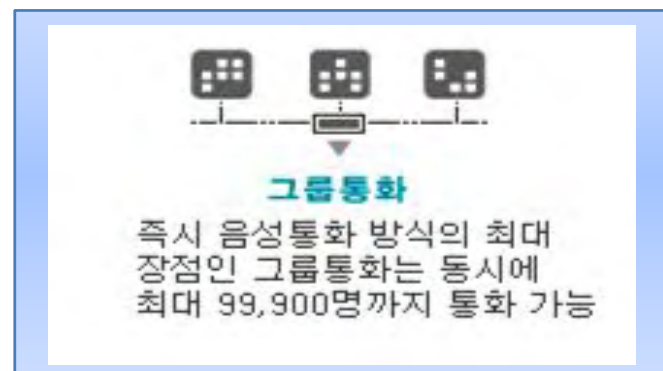 그룹통화
즉시 음성통화 방식의 최대
장점인 그룹통화는 동시에
최대 99,900명까지 통화 가능